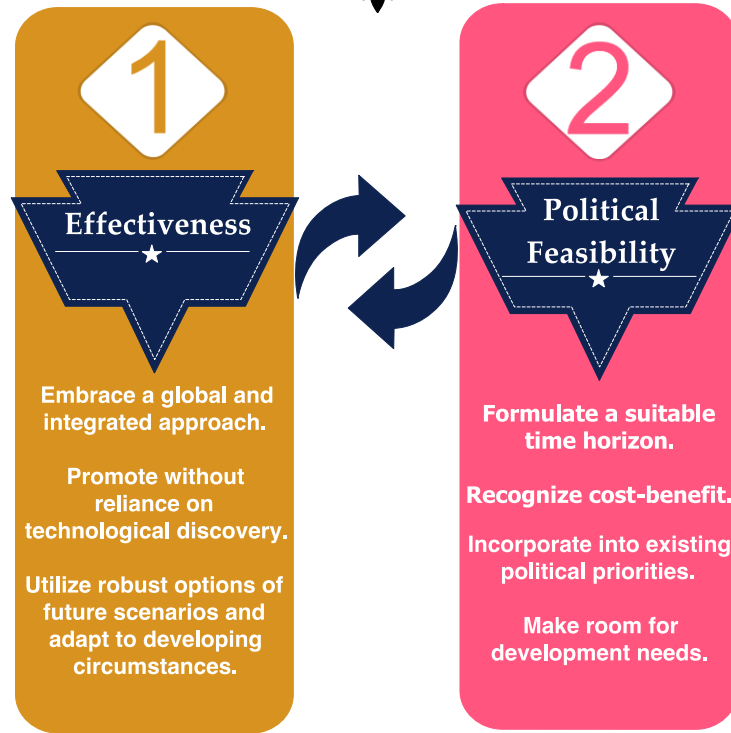 1
Effectiveness
Embrace a global and
integrated approach.
Promote without
reliance on
technological discovery.
Utilize robust options of
future scenarios and
adapt to developing
circumstances.
2
Political
Feasibility
Formulate a suitable
time horizon.
Recognize cost-benefit.
Incorporate into existing
political priorities.
Make room for
development needs.